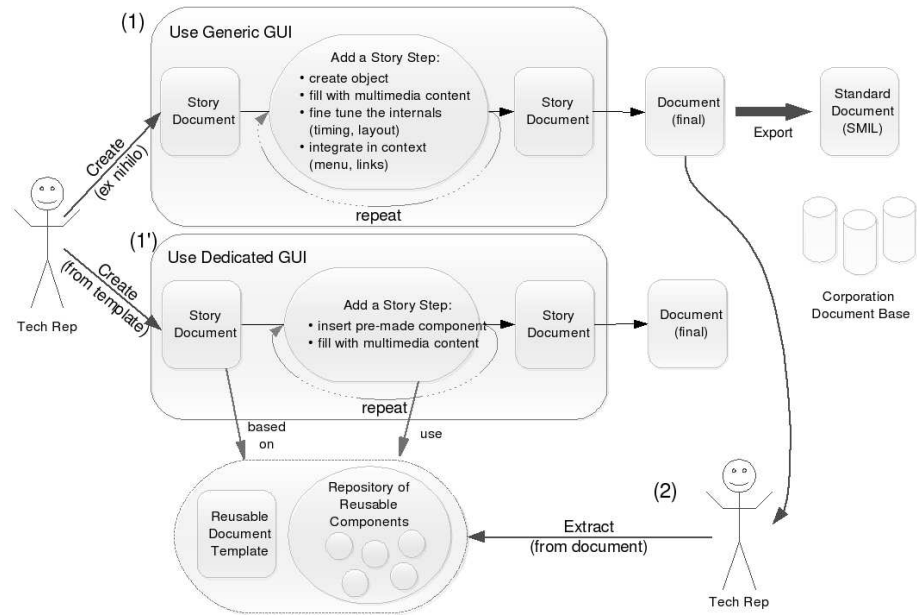 (1)
Use Generic GUI
Story
Document
Add a Story Step:
• create object
• fill with multimedia content
• fine tune the internals
(timing, layout)
• integrate in context
(menu, links)
repeat
Story
Document
Document
(final)
Export
Standard
Document
(SMIL)
Create
(ex nihilo)
Tech Rep
Create
(from template)
(1')
Use Dedicated GUI
Story
Document
Add a Story Step:
• insert pre-made component
• fill with multimedia content
repeat
Story
Document
Document
(final)
Corporation
Document Base
based
on
use
Reusable
Document
Template
Repository of
Reusable
Components
(2)
Extract
(from document)
Tech Rep